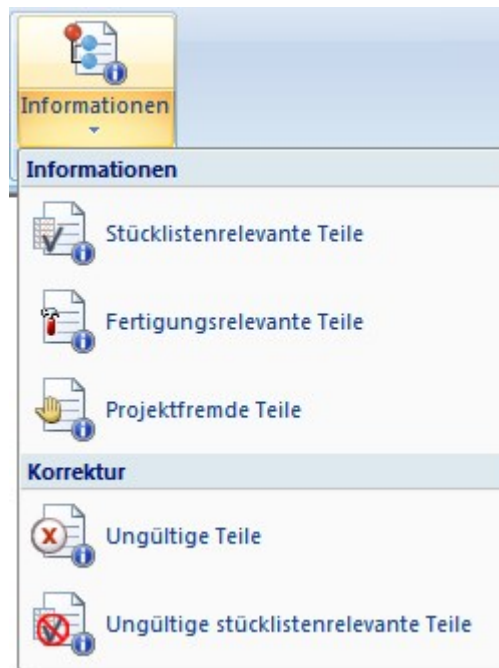 Informationen
Informationen
Stücklistenrelevante Teile
Fertigungsrelevante Teile
Projektfremde Teile
Korrektur
Ungültige Teile
Ungültige stücklistenrelevante Teile